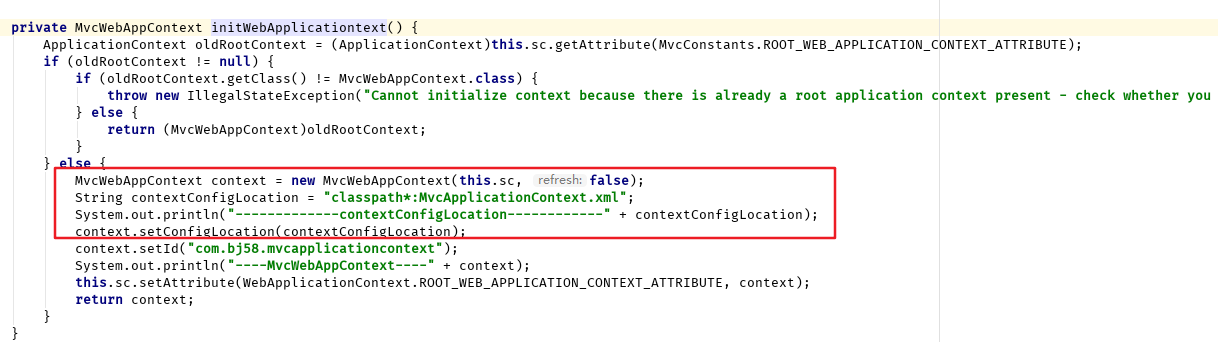 private MvcWebAppContext initWebApplicationtext() {
ApplicationContext oldRootContext = (ApplicationContext)this.sc.getAttribute(MvcConstants.ROOT_WEB_APPLICATION_CONTEXT_ATTRIBUTE);
if (oldRootContext != null) {
if (oldRootContext.getClass() != MvcWebAppContext.class) {
throw new IllegalStateException("Cannot initialize context because there is already a root application context present - check whether you
} else {
return (MvcWebAppContext)oldRootContext;
}
} else {
MvcWebAppContext context = new MvcWebAppContext(this.sc, refresh: false);
String contextConfigLocation = "classpath*:MvcApplicationContext.xml";
System.out.println("-------------contextConfigLocation------------" + contextConfigLocation);
context.setConfigLocation(contextConfigLocation);
context.setId("com.bj58.mvcapplicationcontext");
System.out.println("----MvcWebAppContext----" + context);
this.sc.setAttribute(WebApplicationContext.ROOT_WEB_APPLICATION_CONTEXT_ATTRIBUTE, context);
return context;
}
}